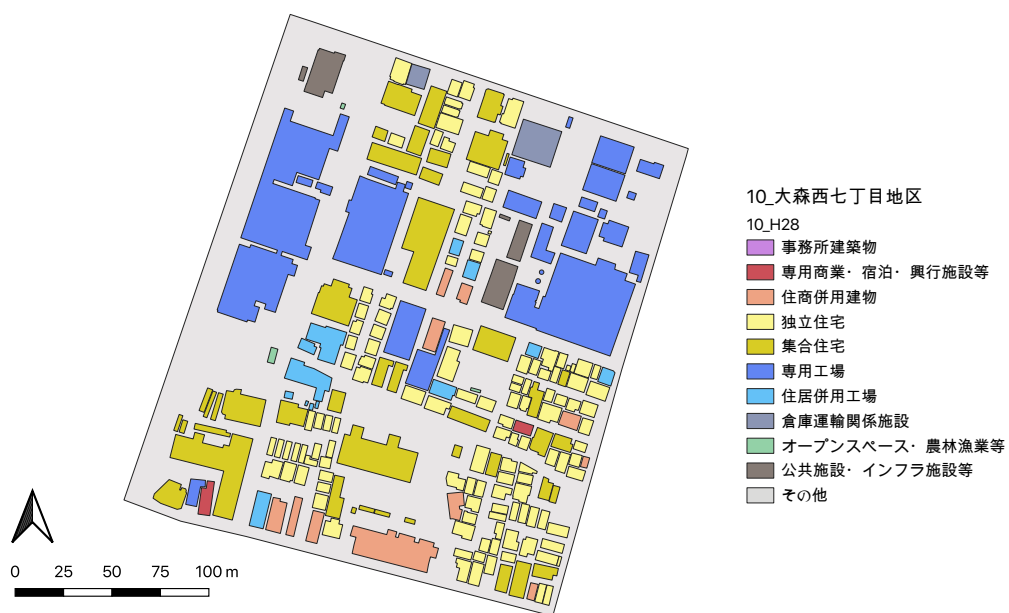 10_大森西七丁目地区
10_H28
事務所建築物
専用商業・宿泊・興行施設等
住商併用建物
独立住宅
集合住宅
専用工場
住居併用工場
倉庫運輸関係施設
オープンスペース・農林漁業等
公共施設・インフラ施設等
その他
0 25 50 75 100 m